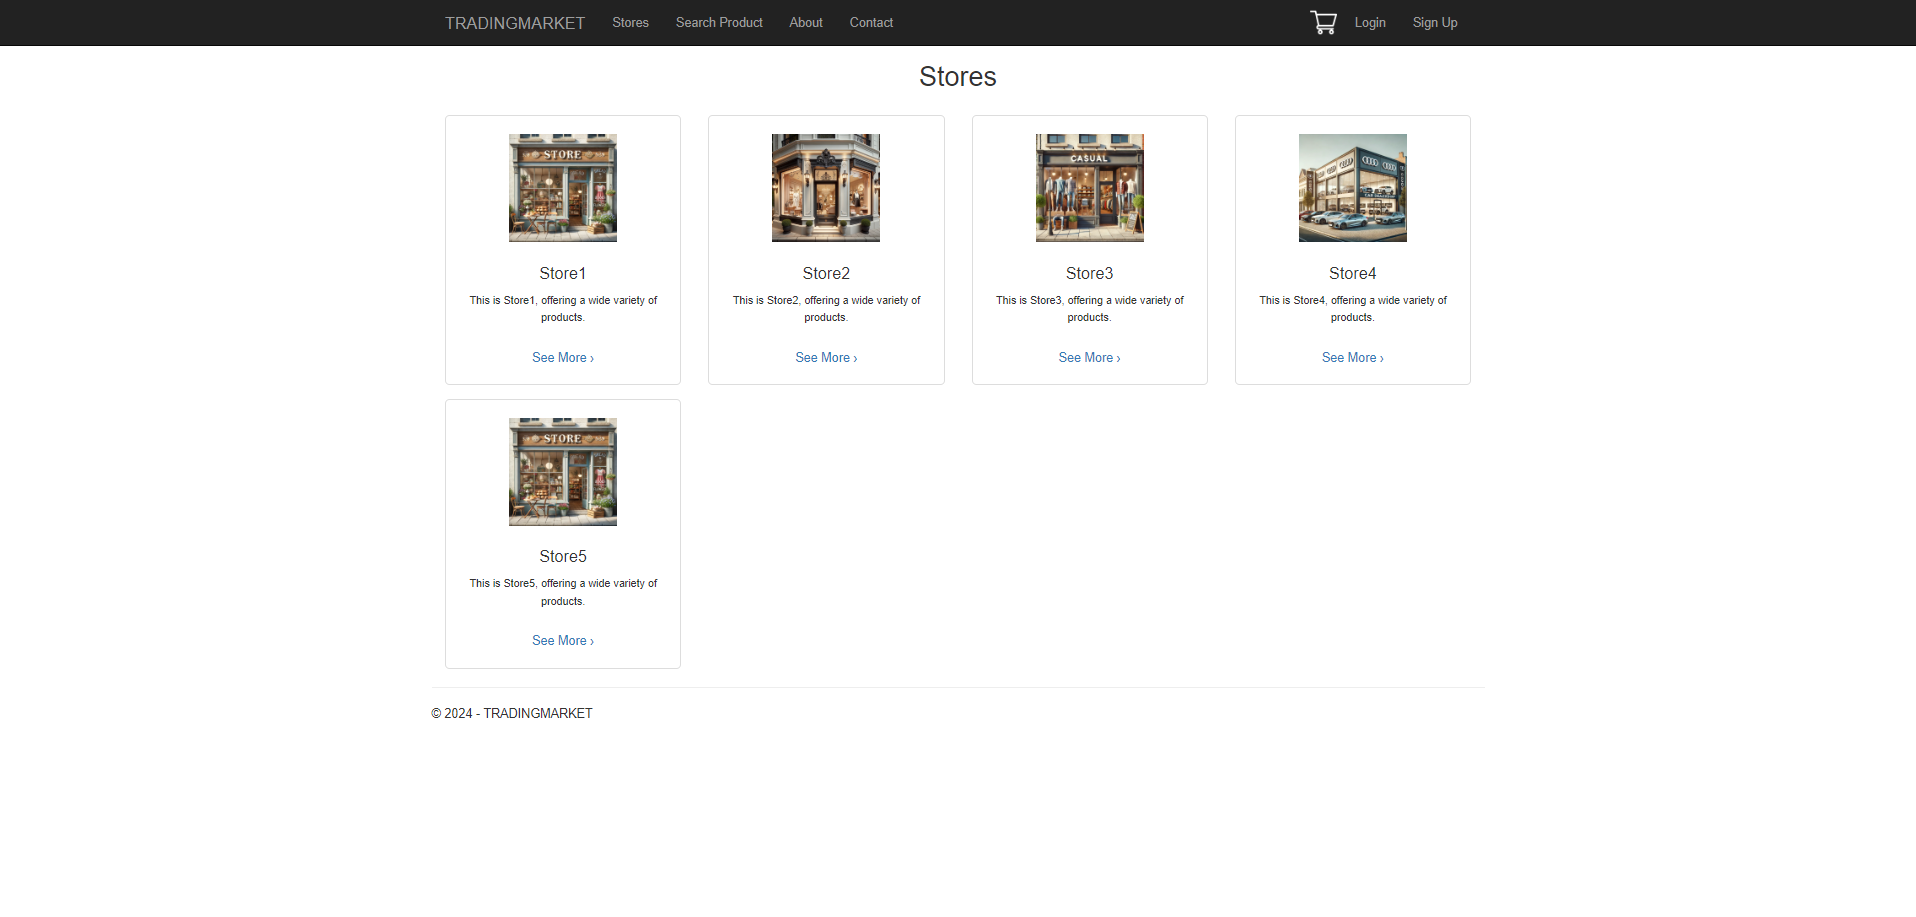 TRADINGMARKET Stores Search Product About Contact Login Sign Up
Stores
STORE
CASUAL
Store1
This is Store1, offering a wide variety of
products.
See More ›
Store2
This is Store2, offering a wide variety of
products.
See More ›
Store3
This is Store3, offering a wide variety of
products.
See More ›
Store4
This is Store4, offering a wide variety of
products.
See More ›
STORE
Store5
This is Store5, offering a wide variety of
products.
See More ›
© 2024 - TRADINGMARKET